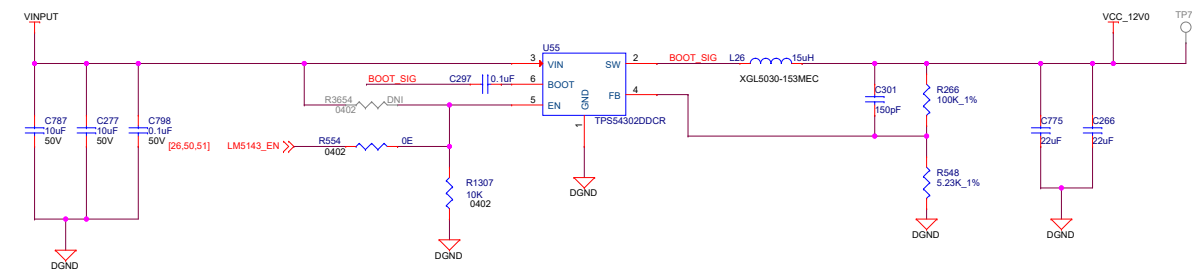 VINPUT
VCC_12V0
TP7
U55
3
VIN
SW
2
BOOT_SIG
L26
15uH
XGL5030-153MEC
BOOT_SIG
C297
0.1uF
6
BOOT
FB
4
R3654
DNI
0402
5
EN
GND
1
TPS54302DDCR
C301
150pF
R266
100K_1%
C787
10uF
50V
C277
10uF
50V
C798
0.1uF
50V
[26,50,51]
LM5143_EN
R554
0E
0402
C775
22uF
C266
22uF
R1307
10K
0402
DGND
R548
5.23K_1%
DGND
DGND
DGND
DGND